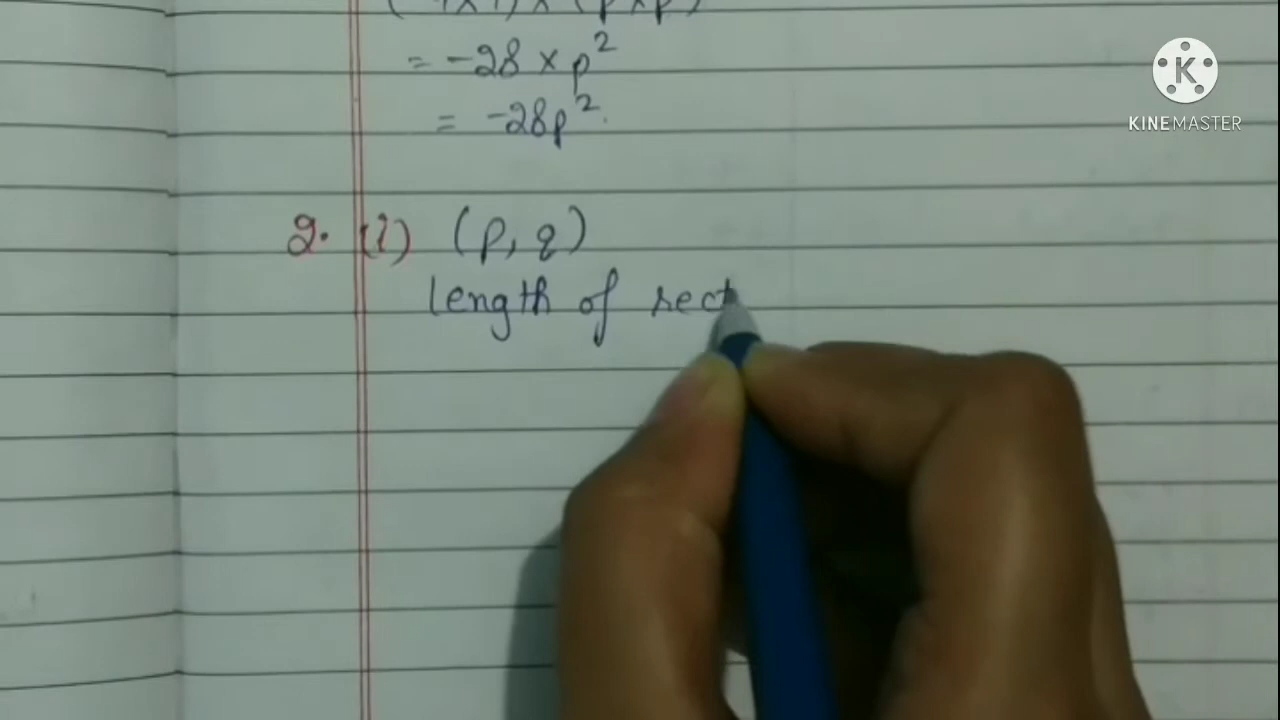 = -28 × p²
= -28p².
2. (i) (p, q)
length of rect
K
KINEMASTER